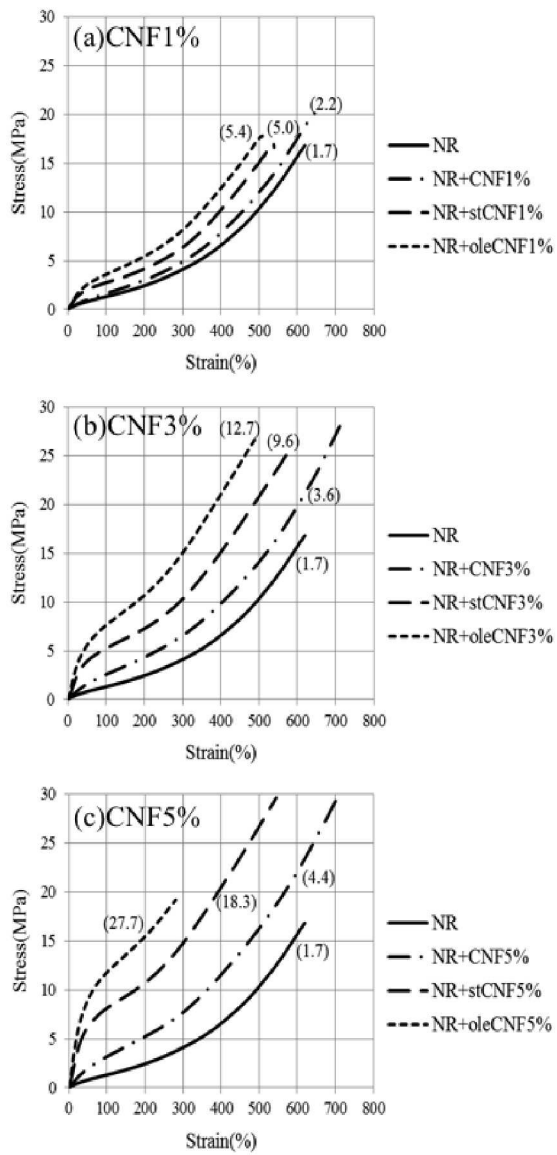 (a)CNF1%
30
25
20
15
10
5
0
Stress(MPa)
(5.4)
(5.0)
(2.2)
(1.7)
0 100 200 300 400 500 600 700 800
Strain(%)
NR
NR+CNF1%
NR+stCNF1%
NR+oleCNF1%
(b)CNF3%
30
25
20
15
10
5
0
Stress(MPa)
(12.7)
(9.6)
(3.6)
(1.7)
0 100 200 300 400 500 600 700 800
Strain(%)
NR
NR+CNF3%
NR+stCNF3%
NR+oleCNF3%
(c)CNF5%
30
25
20
15
10
5
0
Stress(MPa)
(27.7)
(18.3)
(4.4)
(1.7)
0 100 200 300 400 500 600 700 800
Strain(%)
NR
NR+CNF5%
NR+stCNF5%
NR+oleCNF5%